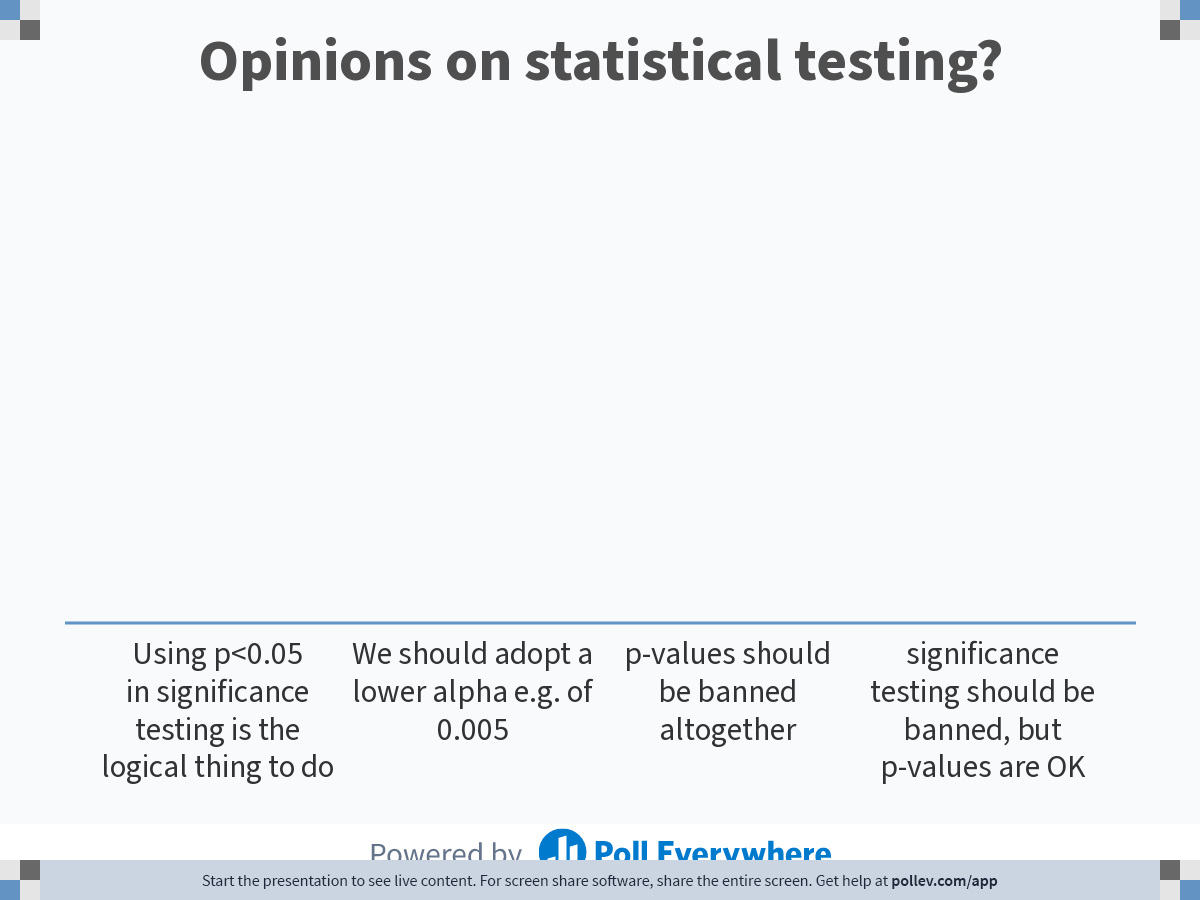 Opinions on statistical testing?
Using p<0.05
in significance
testing is the
logical thing to do
We should adopt a
lower alpha e.g. of
0.005
p-values should
be banned
altogether
significance
testing should be
banned, but
p-values are OK
Powered by Poll Everywhere
Start the presentation to see live content. For screen share software, share the entire screen. Get help at pollev.com/app